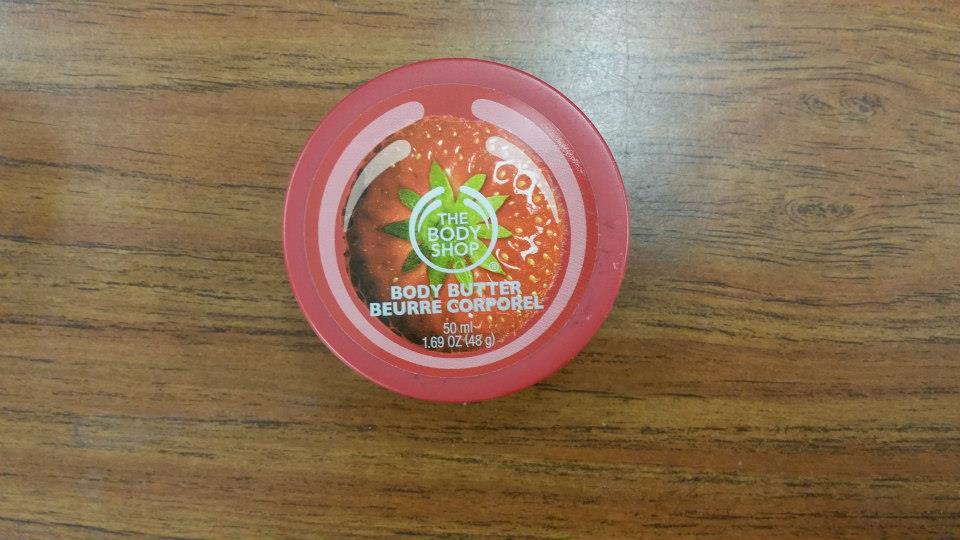 THE
BODY
SHOP
®
BODY BUTTER
BEURRE CORPOREL
50 ml
1.69 OZ (48 g)